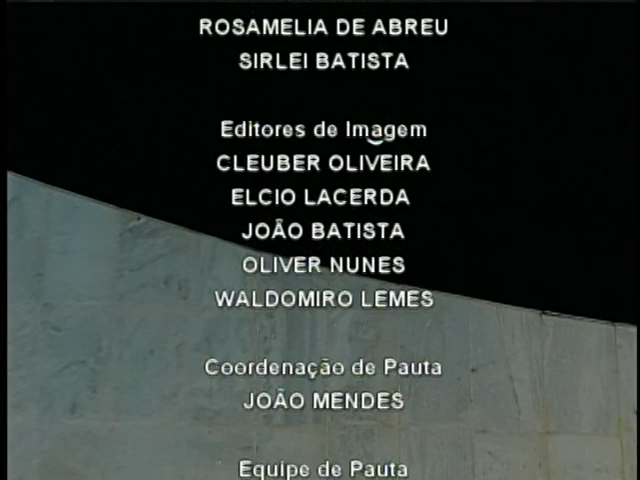 ROSAMELIA DE ABREU
SIRLEI BATISTA
Editores de Imagem
CLEUBER OLIVEIRA
ELCIO LACERDA
JOÃO BATISTA
OLIVER NUNES
WALDOMIRO LEMES
Coordenação de Pauta
JOÃO MENDES
Equipe de Pauta